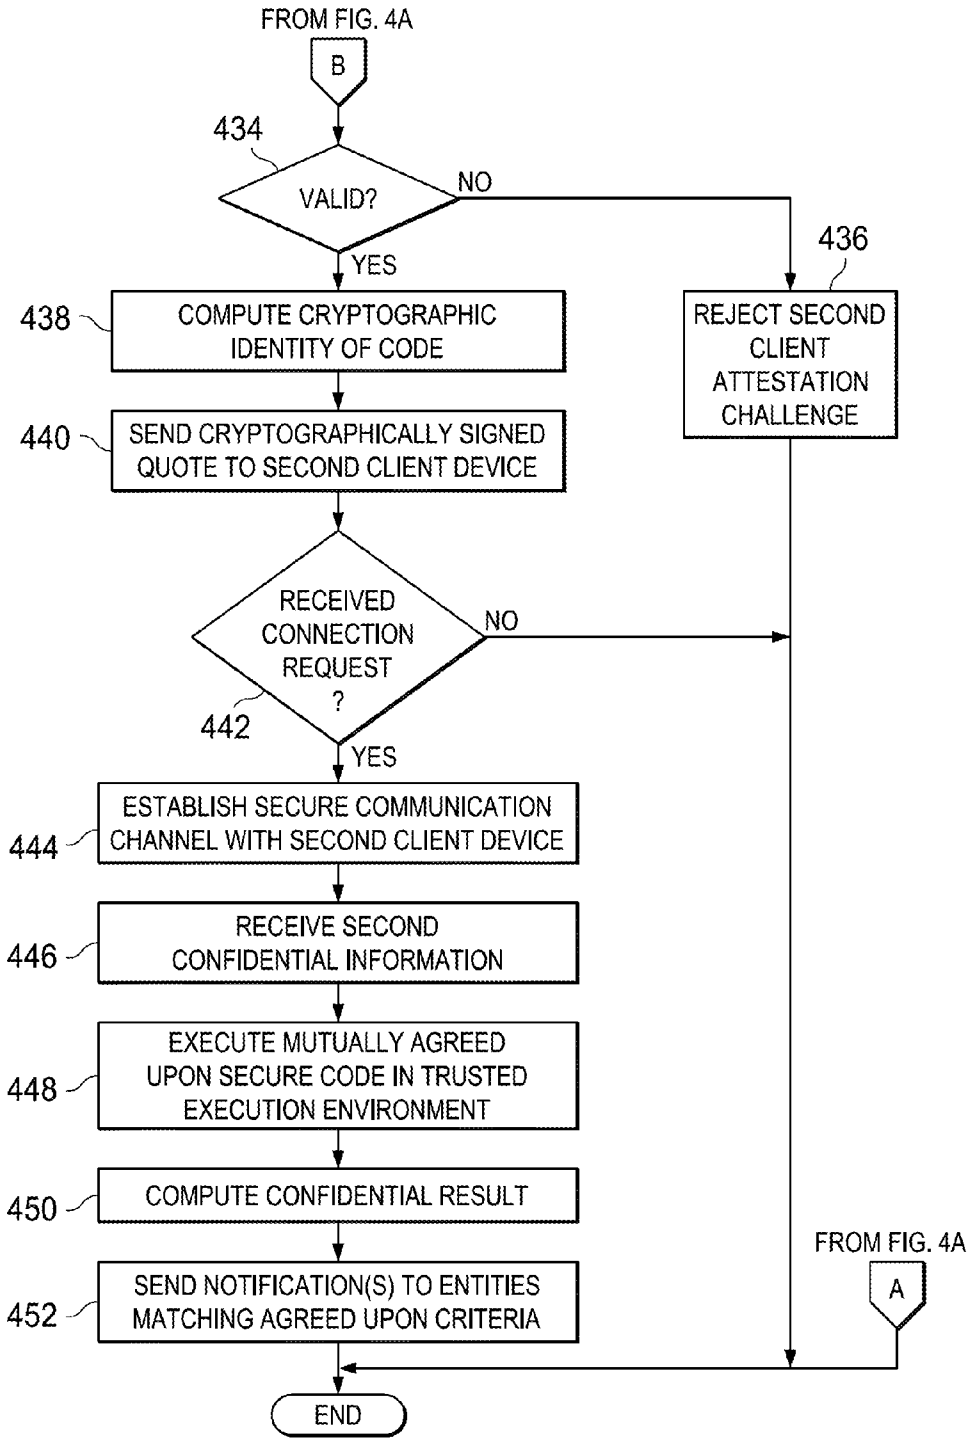 FROM FIG. 4A
B
434
VALID?
NO
YES
436
438
COMPUTE CRYPTOGRAPHIC
IDENTITY OF CODE
REJECT SECOND
CLIENT
ATTESTATION
CHALLENGE
440
SEND CRYPTOGRAPHICALLY SIGNED
QUOTE TO SECOND CLIENT DEVICE
RECEIVED
CONNECTION
REQUEST
?
NO
442
YES
444
ESTABLISH SECURE COMMUNICATION
CHANNEL WITH SECOND CLIENT DEVICE
446
RECEIVE SECOND
CONFIDENTIAL INFORMATION
448
EXECUTE MUTUALLY AGREED
UPON SECURE CODE IN TRUSTED
EXECUTION ENVIRONMENT
450
COMPUTE CONFIDENTIAL RESULT
FROM FIG. 4A
A
452
SEND NOTIFICATION(S) TO ENTITIES
MATCHING AGREED UPON CRITERIA
END